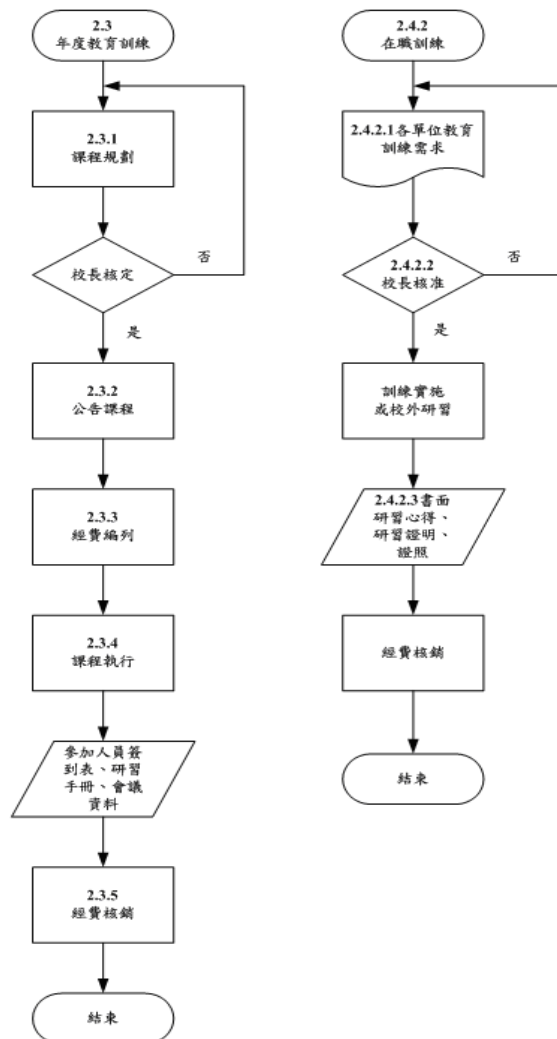 2.3
年度教育訓練
2.3.1
課程規劃
校長核定
否
是
2.3.2
公告課程
2.3.3
經費編列
2.3.4
課程執行
參加人員簽
到表、研習
手冊、會議
資料
2.3.5
經費核銷
結束
2.4.2
在職訓練
2.4.2.1各單位教育
訓練需求
2.4.2.2
校長核准
否
是
訓練實施
或校外研習
2.4.2.3書面
研習心得、
研習證明、
證照
經費核銷
結束